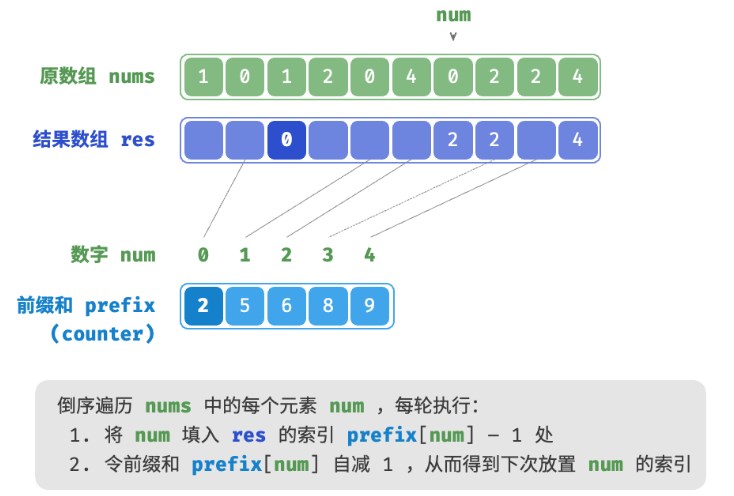 num
原数组 nums 1 0 1 2 0 4 0 2 2 4
结果数组 res 0 2 2 4
数字 num 0 1 2 3 4
前缀和 prefix 2 5 6 8 9
(counter)
倒序遍历 nums 中的每个元素 num ，每轮执行：
1. 将 num 填入 res 的索引 prefix[num] – 1 处
2. 令前缀和 prefix[num] 自减 1 ，从而得到下次放置 num 的索引